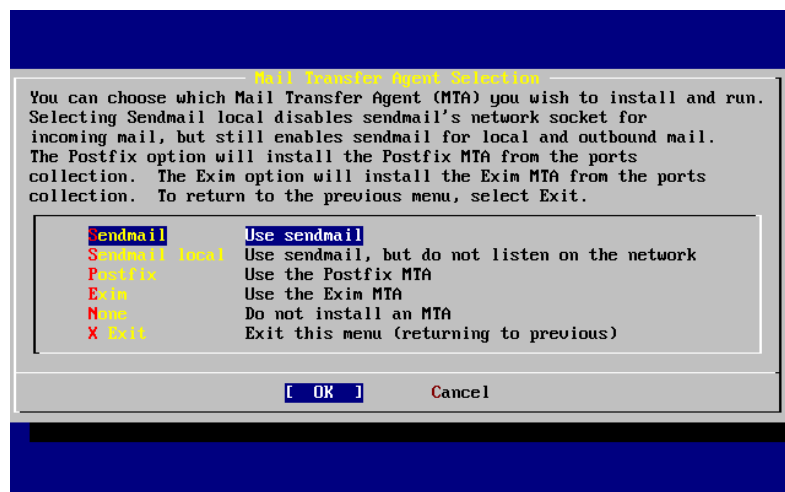 Mail Transfer Agent Selection
You can choose which Mail Transfer Agent (MTA) you wish to install and run.
Selecting Sendmail local disables sendmail's network socket for
incoming mail, but still enables sendmail for local and outbound mail.
The Postfix option will install the Postfix MTA from the ports
collection.  The Exim option will install the Exim MTA from the ports
collection.  To return to the previous menu, select Exit.
Sendmail Use sendmail
Sendmail local Use sendmail, but do not listen on the network
Postfix Use the Postfix MTA
Exim Use the Exim MTA
None Do not install an MTA
X Exit Exit this menu (returning to previous)
[ OK ] Cancel